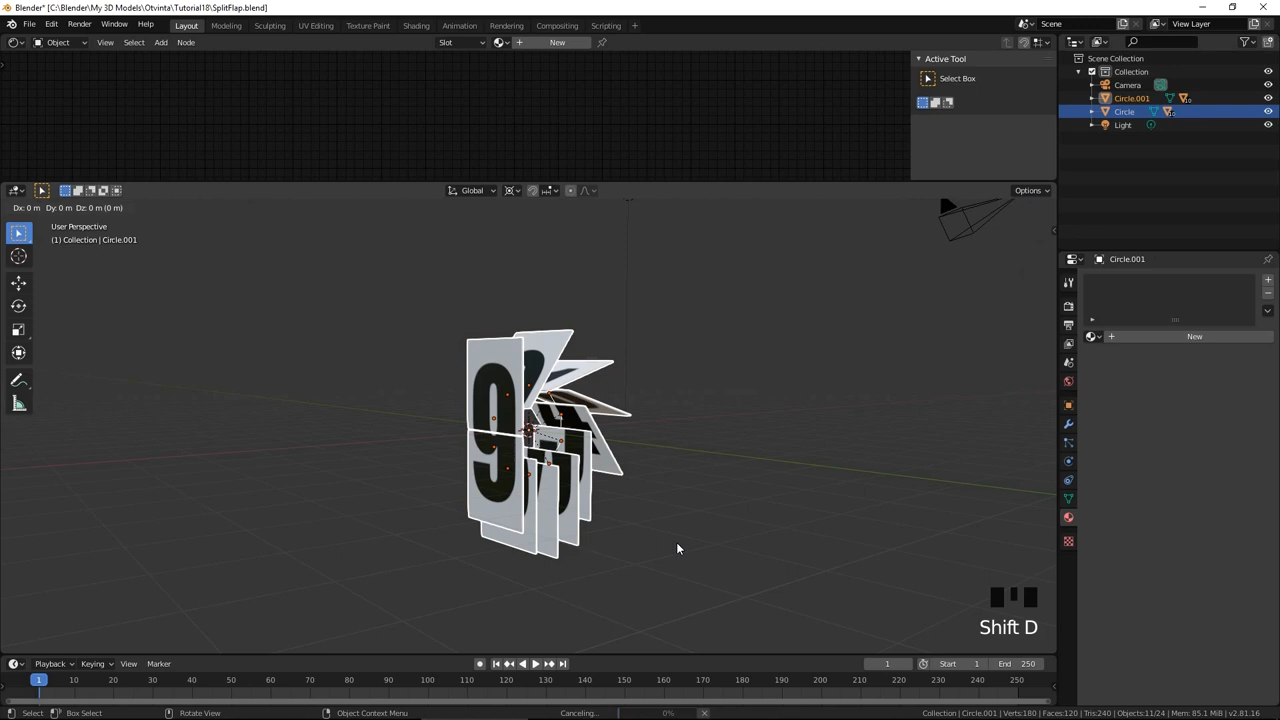 Blender* [C:\Blender\My 3D Models\Otvinta\Tutorial18\SplitFlap.blend]
File Edit Render Window Help Layout Modeling Sculpting UV Editing Texture Paint Shading Animation Rendering Compositing Scripting + Scene View Layer
Object View Select Add Node Slot New
Scene Collection
Collection
Camera
Circle.001
Circle
Light
Active Tool
Select Box
Global Options
Dx: 0 m Dy: 0 m Dz: 0 m (0 m)
User Perspective
(1) Collection | Circle.001
Circle.001
New
9
Shift D
Playback Keying View Marker 1 Start 1 End 250
1 10 20 30 40 50 60 70 80 90 100 110 120 130 140 150 160 170 180 190 200 210 220 230 240 250
Select Box Select Rotate View Object Context Menu Canceling... 0% Collection | Circle.001 | Verts:180 | Faces:120 | Tris:240 | Objects:11/24 | Mem: 85.1 MiB | v2.81.16